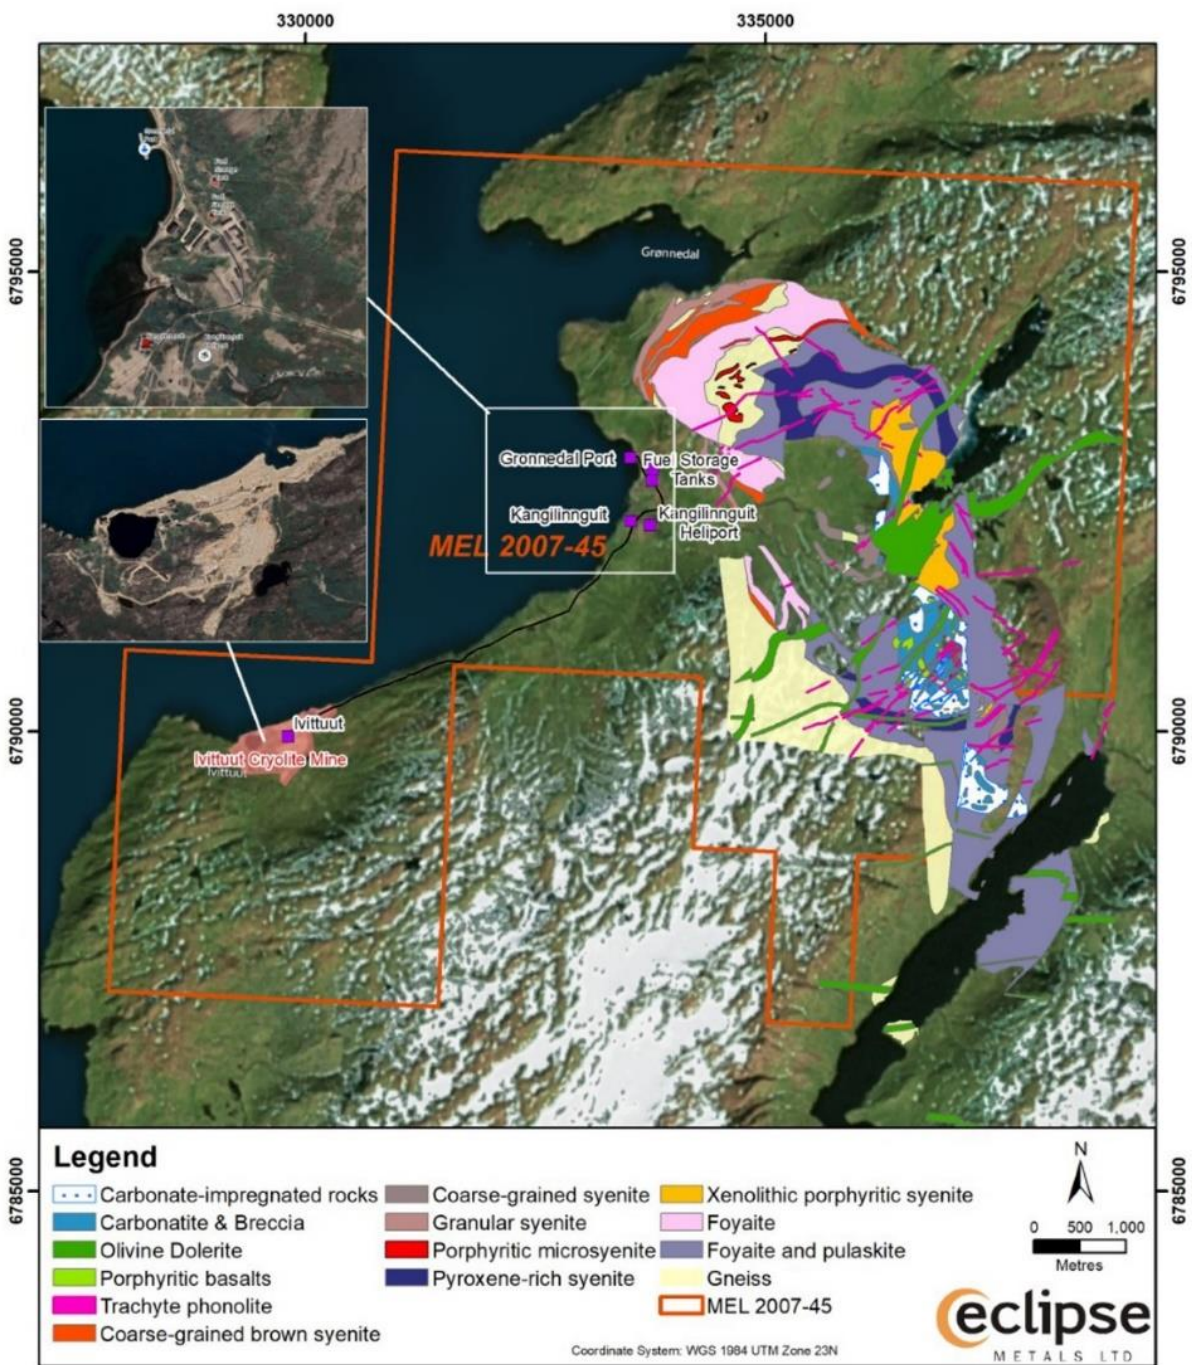 330000
335000
6795000
6795000
Grønnedal
Gronnedal Port
Fuel Storage
Tanks
Kangilinnguit
Kangilinnguit
Heliport
MEL 2007-45
6790000
6790000
Ivittuut
Ivittuut Cryolite Mine
Ivittuut
6785000
6785000
Legend
Carbonate-impregnated rocks
Carbonatite & Breccia
Olivine Dolerite
Porphyritic basalts
Trachyte phonolite
Coarse-grained brown syenite
Coarse-grained syenite
Granular syenite
Porphyritic microsyenite
Pyroxene-rich syenite
Xenolithic porphyritic syenite
Foyaite
Foyaite and pulaskite
Gneiss
MEL 2007-45
N
0 500 1,000
Metres
Coordinate System: WGS 1984 UTM Zone 23N
eclipse
METALS LTD